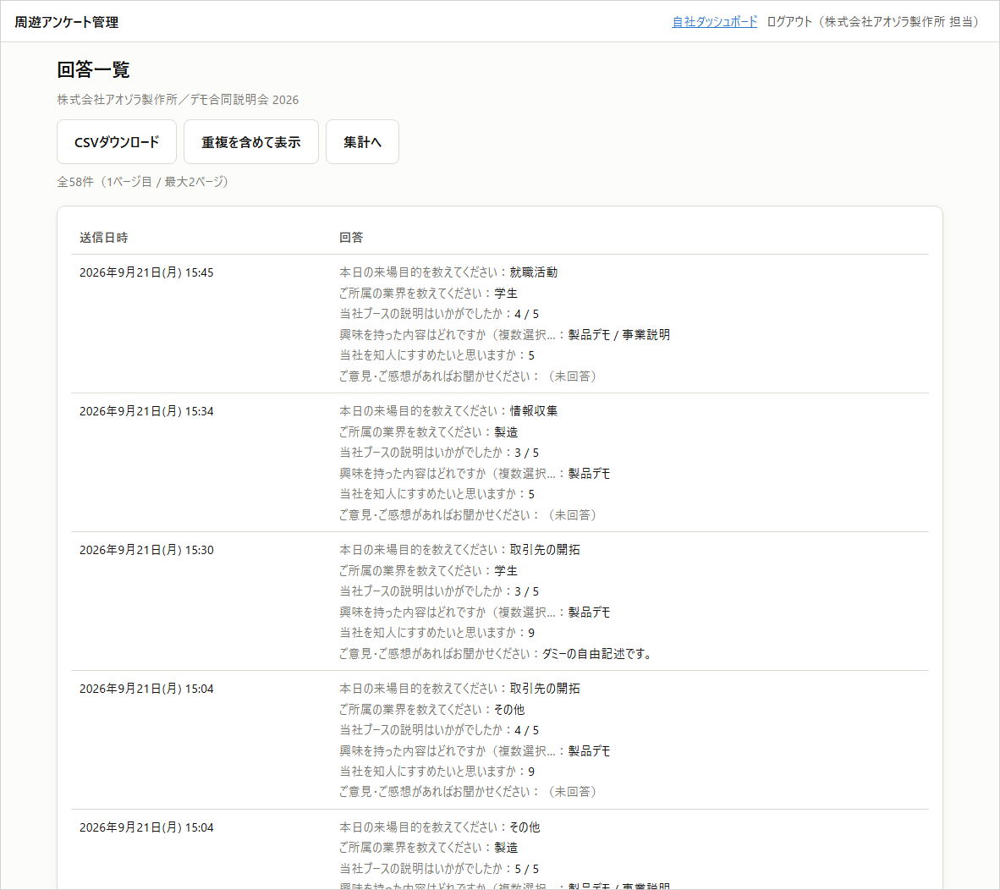 周遊アンケート管理
自社ダッシュボード ログアウト（株式会社アオゾラ製作所 担当）
回答一覧
株式会社アオゾラ製作所／デモ合同説明会 2026
CSVダウンロード 重複を含めて表示 集計へ
全58件（1ページ目 / 最大2ページ）
送信日時 回答
2026年9月21日(月) 15:45 本日の来場目的を教えてください：就職活動
ご所属の業界を教えてください：学生
当社ブースの説明はいかがでしたか：4 / 5
興味を持った内容はどれですか（複数選択...：製品デモ / 事業説明
当社を知人にすすめたいと思いますか：5
ご意見・ご感想があればお聞かせください：（未回答）
2026年9月21日(月) 15:34 本日の来場目的を教えてください：情報収集
ご所属の業界を教えてください：製造
当社ブースの説明はいかがでしたか：3 / 5
興味を持った内容はどれですか（複数選択...：製品デモ
当社を知人にすすめたいと思いますか：5
ご意見・ご感想があればお聞かせください：（未回答）
2026年9月21日(月) 15:30 本日の来場目的を教えてください：取引先の開拓
ご所属の業界を教えてください：学生
当社ブースの説明はいかがでしたか：3 / 5
興味を持った内容はどれですか（複数選択...：製品デモ
当社を知人にすすめたいと思いますか：9
ご意見・ご感想があればお聞かせください：ダミーの自由記述です。
2026年9月21日(月) 15:04 本日の来場目的を教えてください：取引先の開拓
ご所属の業界を教えてください：その他
当社ブースの説明はいかがでしたか：4 / 5
興味を持った内容はどれですか（複数選択...：製品デモ
当社を知人にすすめたいと思いますか：9
ご意見・ご感想があればお聞かせください：（未回答）
2026年9月21日(月) 15:04 本日の来場目的を教えてください：その他
ご所属の業界を教えてください：製造
当社ブースの説明はいかがでしたか：5 / 5
興味を持った内容はどれですか（複数選択...：製品デモ / 事業説明